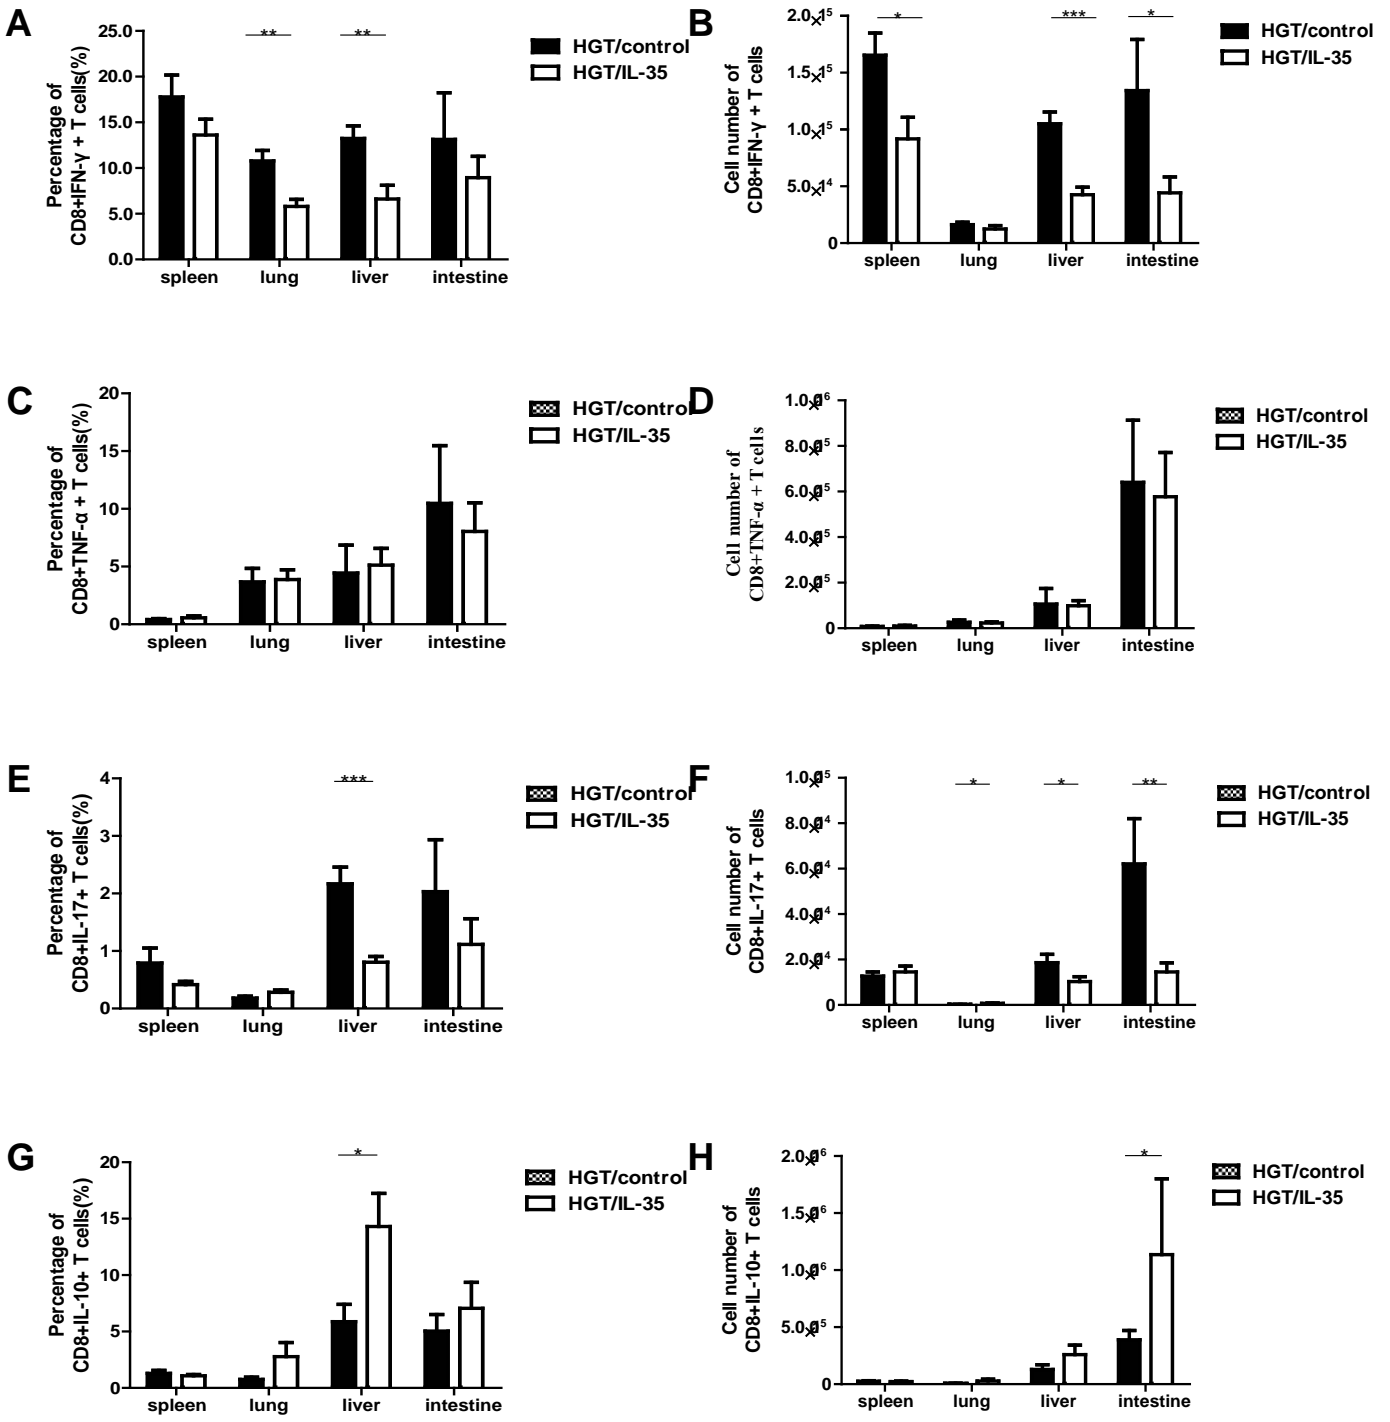 A
Percentage of
CD8+IFN-γ + T cells(%)
25.0
20.0
15.0
10.0
5.0
0.0
** **
spleen lung liver intestine
HGT/control
HGT/IL-35
B
Cell number of
CD8+IFN-γ + T cells
0
* *** *
spleen lung liver intestine
HGT/control
HGT/IL-35
C
Percentage of
CD8+TNF-α + T cells(%)
20
15
10
5
0
spleen lung liver intestine
HGT/control
HGT/IL-35
D
Cell number of
CD8+TNF-α + T cells
0
spleen lung liver intestine
HGT/control
HGT/IL-35
E
Percentage of
CD8+IL-17+ T cells(%)
4
3
2
1
0
***
spleen lung liver intestine
HGT/control
HGT/IL-35
F
Cell number of
CD8+IL-17+ T cells
0
* * **
spleen lung liver intestine
HGT/control
HGT/IL-35
G
Percentage of
CD8+IL-10+ T cells(%)
20
15
10
5
0
*
spleen lung liver intestine
HGT/control
HGT/IL-35
H
Cell number of
CD8+IL-10+ T cells
0
*
spleen lung liver intestine
HGT/control
HGT/IL-35